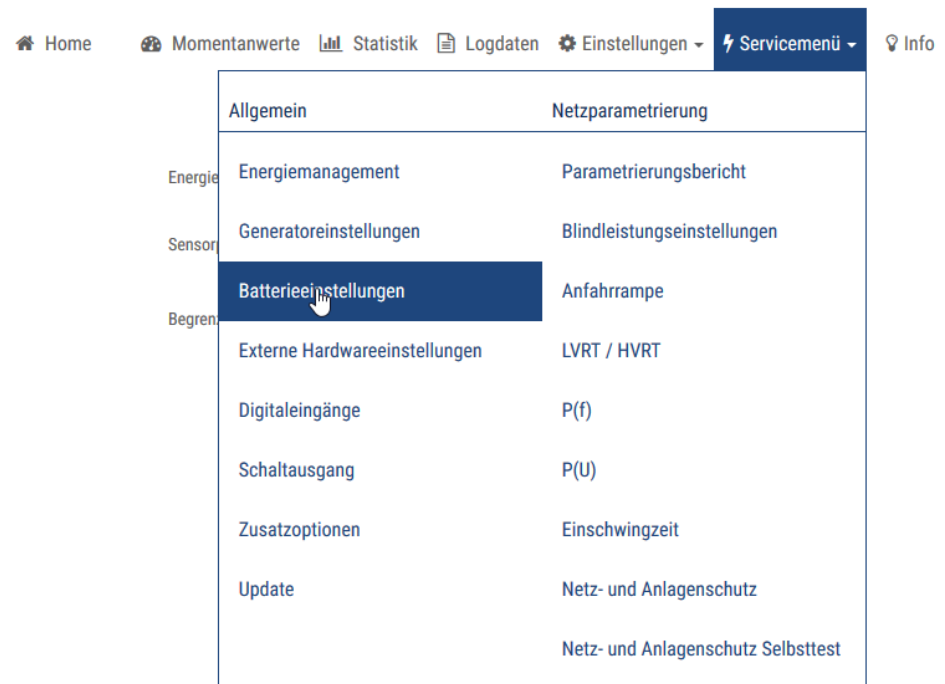 Home Momentanwerte Statistik Logdaten Einstellungen Servicemenü Info
Allgemein Netzparametrierung
Energiemanagement Parametrierungsbericht
Generatoreinstellungen Blindleistungseinstellungen
Batterieeinstellungen Anfahrrampe
Externe Hardwareeinstellungen LVRT / HVRT
Digitaleingänge P(f)
Schaltausgang P(U)
Zusatzoptionen Einschwingzeit
Update Netz- und Anlagenschutz
Netz- und Anlagenschutz Selbsttest